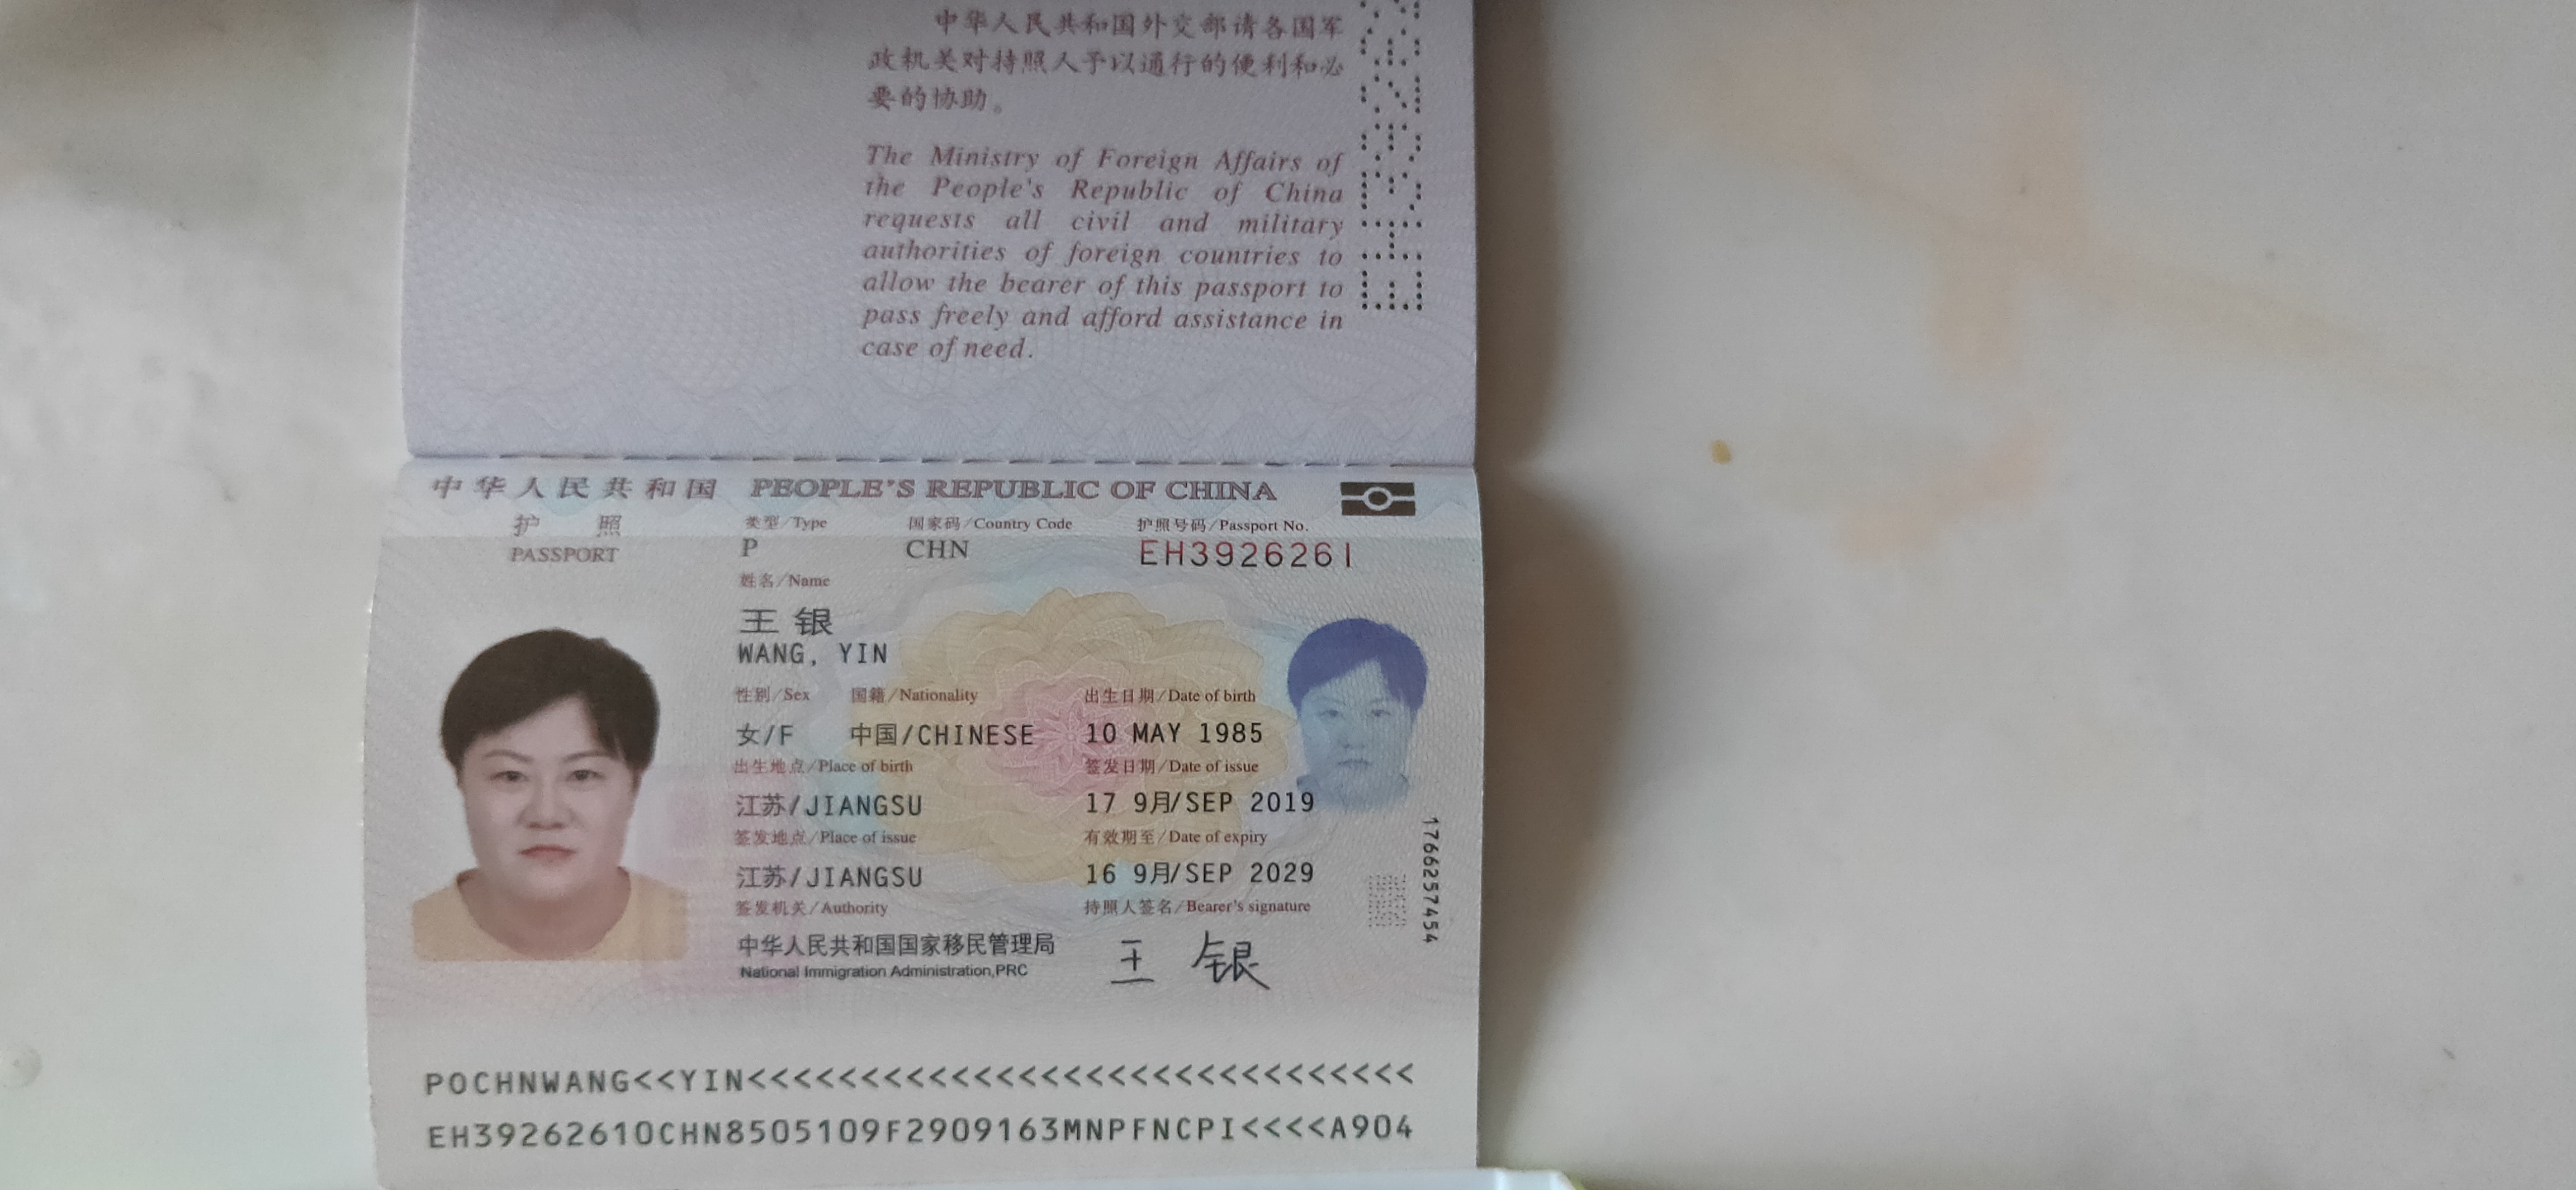 中华人民共和国外交部请各国军
政机关对持照人予以通行的便利和必
要的协助。
The Ministry of Foreign Affairs of
the People's Republic of China
requests all civil and military
authorities of foreign countries to
allow the bearer of this passport to
pass freely and afford assistance in
case of need.
中华人民共和国 PEOPLE'S REPUBLIC OF CHINA
护照 类型/Type 国家码/Country Code 护照号码/Passport No.
PASSPORT P CHN EH3926261
姓名/Name
王银
WANG, YIN
性别/Sex 国籍/Nationality 出生日期/Date of birth
女/F 中国/CHINESE 10 MAY 1985
出生地点/Place of birth 签发日期/Date of issue
江苏/JIANGSU 17 9月/SEP 2019
签发地点/Place of issue 有效期至/Date of expiry
江苏/JIANGSU 16 9月/SEP 2029
签发机关/Authority 持照人签名/Bearer's signature
中华人民共和国国家移民管理局 王银
National Immigration Administration,PRC
1766257454
POCHNWANG<<YIN<<<<<<<<<<<<<<<<<<<<<<<<<<<<<<
EH39262610CHN8505109F2909163MNPFNCPI<<<<A904